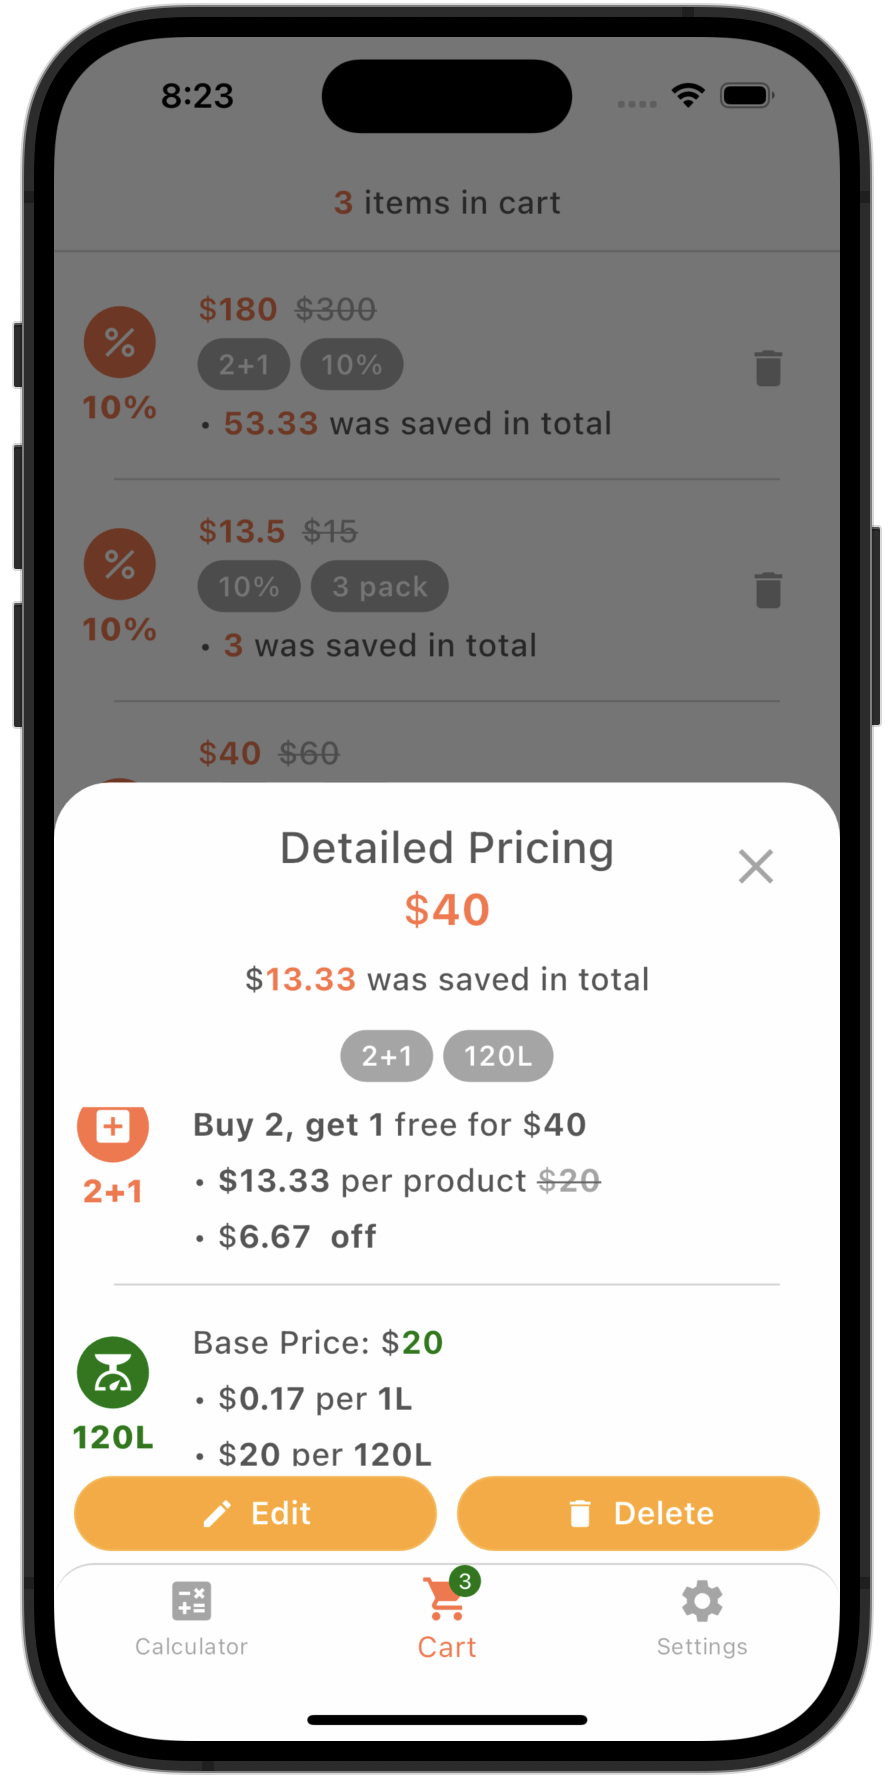 8:23
3 items in cart
$180 $300
2+1 10%
10%
• 53.33 was saved in total
$13.5 $15
10% 3 pack
10%
• 3 was saved in total
$40 $60
Detailed Pricing
$40
$13.33 was saved in total
2+1 120L
Buy 2, get 1 free for $40
2+1
• $13.33 per product $20
• $6.67 off
Base Price: $20
• $0.17 per 1L
120L
• $20 per 120L
Edit Delete
3
Calculator Cart Settings